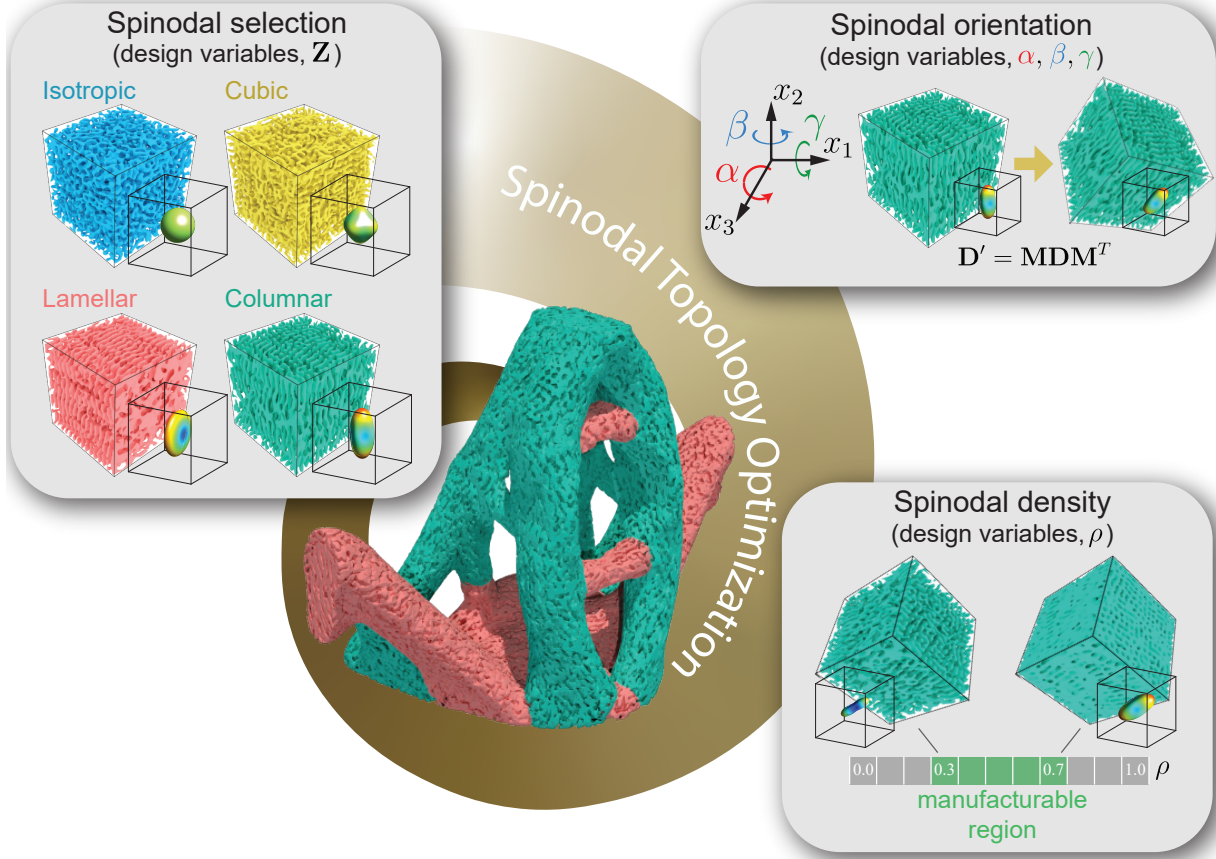 Spinodal selection
(design variables, Z)
Isotropic
Cubic
Lamellar
Columnar
Spinodal Topology Optimization
Spinodal orientation
(design variables, α, β, γ)
x₂
β
γ
x₁
α
x₃
D′ = MDMᵀ
Spinodal density
(design variables, ρ)
0.0 0.3 0.7 1.0 ρ
manufacturable
region